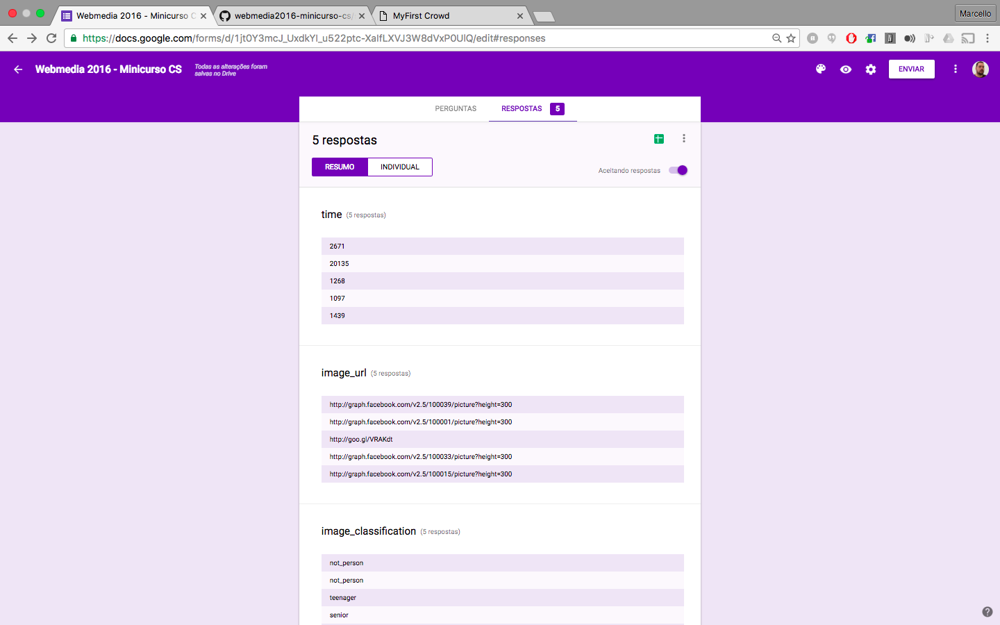 Webmedia 2016 - Minicurso C
webmedia2016-minicurso-cs/
MyFirst Crowd
Marcello
https://docs.google.com/forms/d/1jt0Y3mcJ_UxdkYl_u522ptc-XalfLXVJ3W8dVxP0UlQ/edit#responses
Webmedia 2016 - Minicurso CS
Todas as alterações foram
salvas no Drive
ENVIAR
PERGUNTAS
RESPOSTAS
5
5 respostas
RESUMO
INDIVIDUAL
Aceitando respostas
time (5 respostas)
2671
20135
1268
1097
1439
image_url (5 respostas)
http://graph.facebook.com/v2.5/100039/picture?height=300
http://graph.facebook.com/v2.5/100001/picture?height=300
http://goo.gl/VRAKdt
http://graph.facebook.com/v2.5/100033/picture?height=300
http://graph.facebook.com/v2.5/100015/picture?height=300
image_classification (5 respostas)
not_person
not_person
teenager
senior